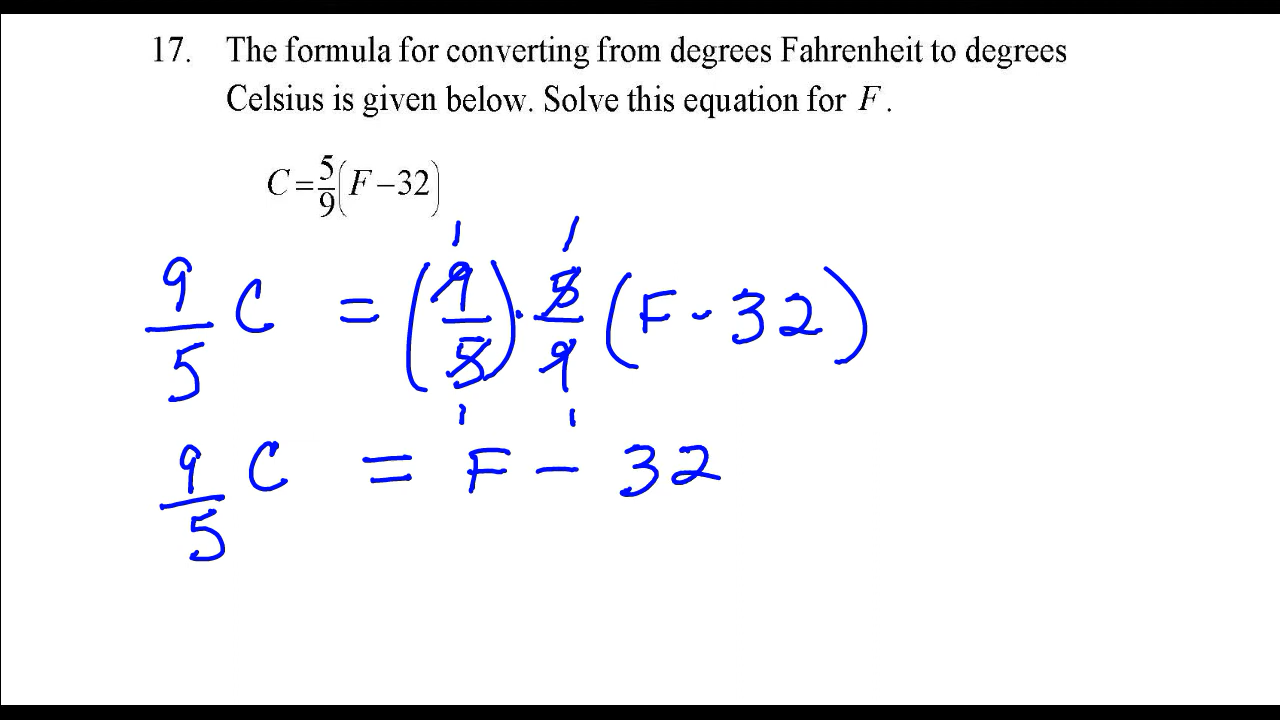 17. The formula for converting from degrees Fahrenheit to degrees
Celsius is given below. Solve this equation for F.
C = 5/9 (F − 32)
1 1
9/5 C = (9/5) · 5/9 (F - 32)
1 1
9/5 C = F − 32